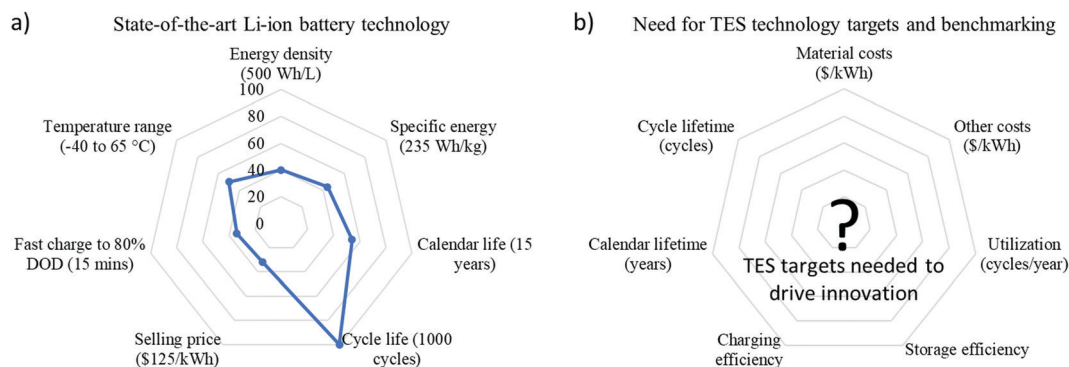 a)
State-of-the-art Li-ion battery technology
Energy density
(500 Wh/L)
100
80
60
40
20
0
Specific energy
(235 Wh/kg)
Calendar life (15
years)
Cycle life (1000
cycles)
Selling price
($125/kWh)
Fast charge to 80%
DOD (15 mins)
Temperature range
(-40 to 65 °C)
b)
Need for TES technology targets and benchmarking
Material costs
($/kWh)
Other costs
($/kWh)
Utilization
(cycles/year)
Storage efficiency
Charging
efficiency
Calendar lifetime
(years)
Cycle lifetime
(cycles)
?
TES targets needed to
drive innovation